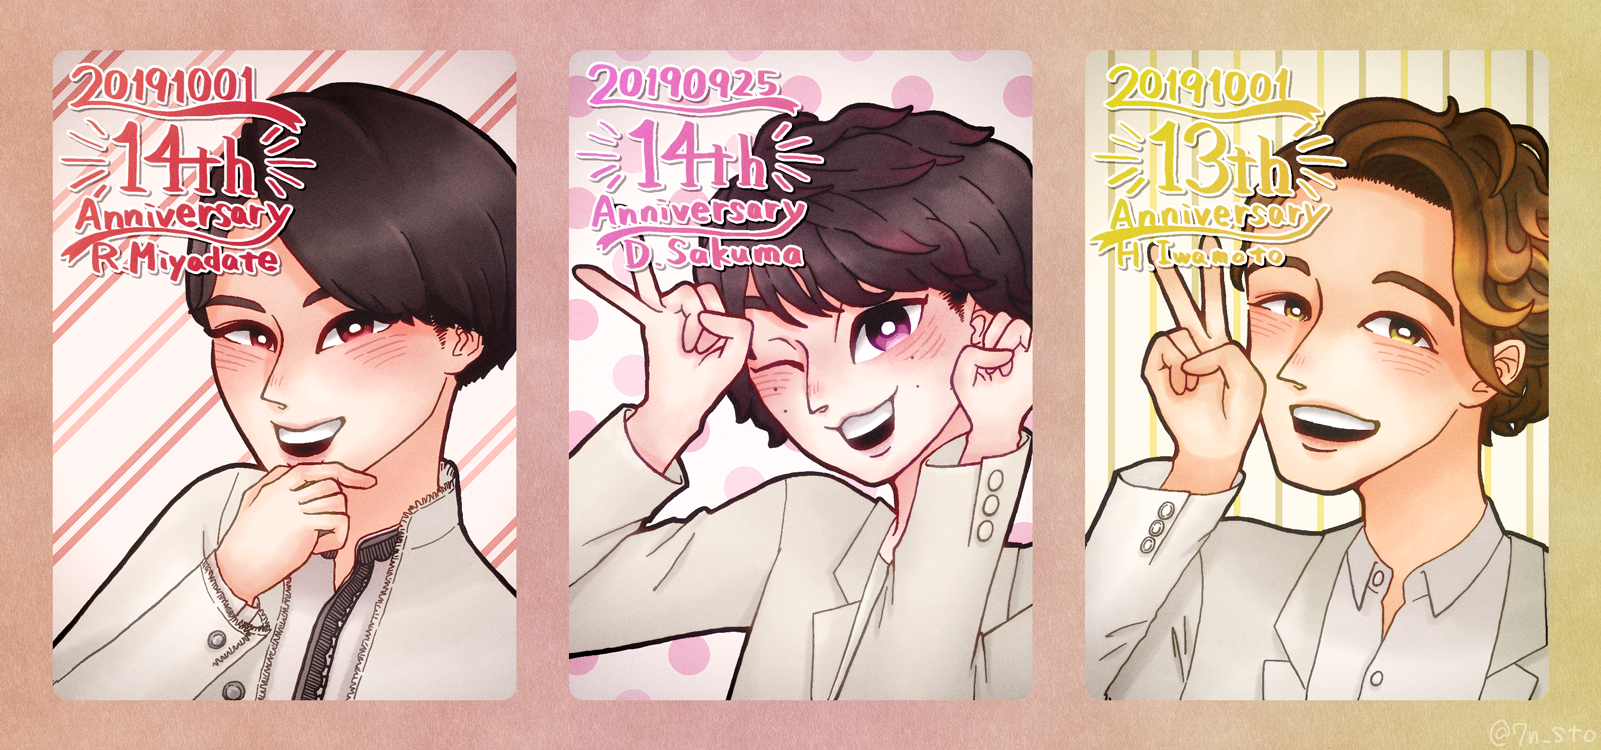 20191001
14th
Anniversary
R.Miyadate
20190925
14th
Anniversary
D.Sakuma
20191001
13th
Anniversary
H.Iwamoto
@7n_sto